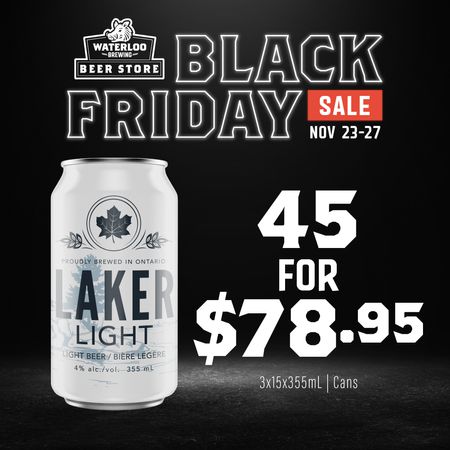 WATERLOO
BREWING
BEER STORE
BLACK
FRIDAY
SALE
NOV 23-27
PROUDLY BREWED IN ONTARIO
LAKER
LIGHT
LIGHT BEER / BIÈRE LÉGÈRE
4% alc./vol. 355 mL
45
FOR
$78.95
3x15x355mL | Cans